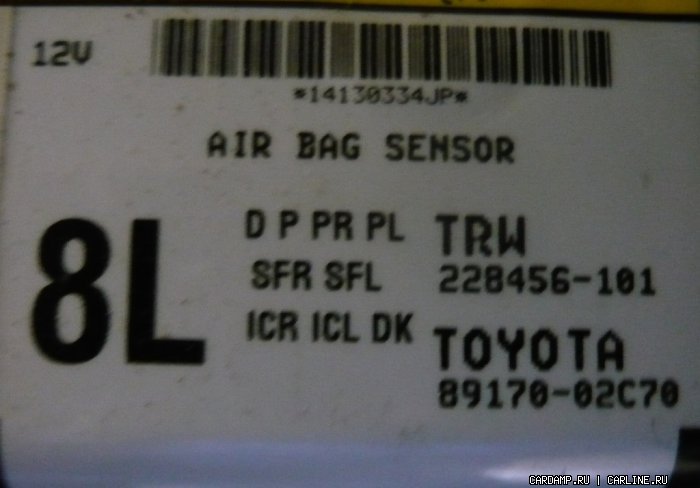 12V
*14130334JP*
AIR BAG SENSOR
8L
D P PR PL
SFR SFL
ICR ICL DK
TRW
228456-101
TOYOTA
89170-02C70
CARDAMP.RU | CARLINE.RU